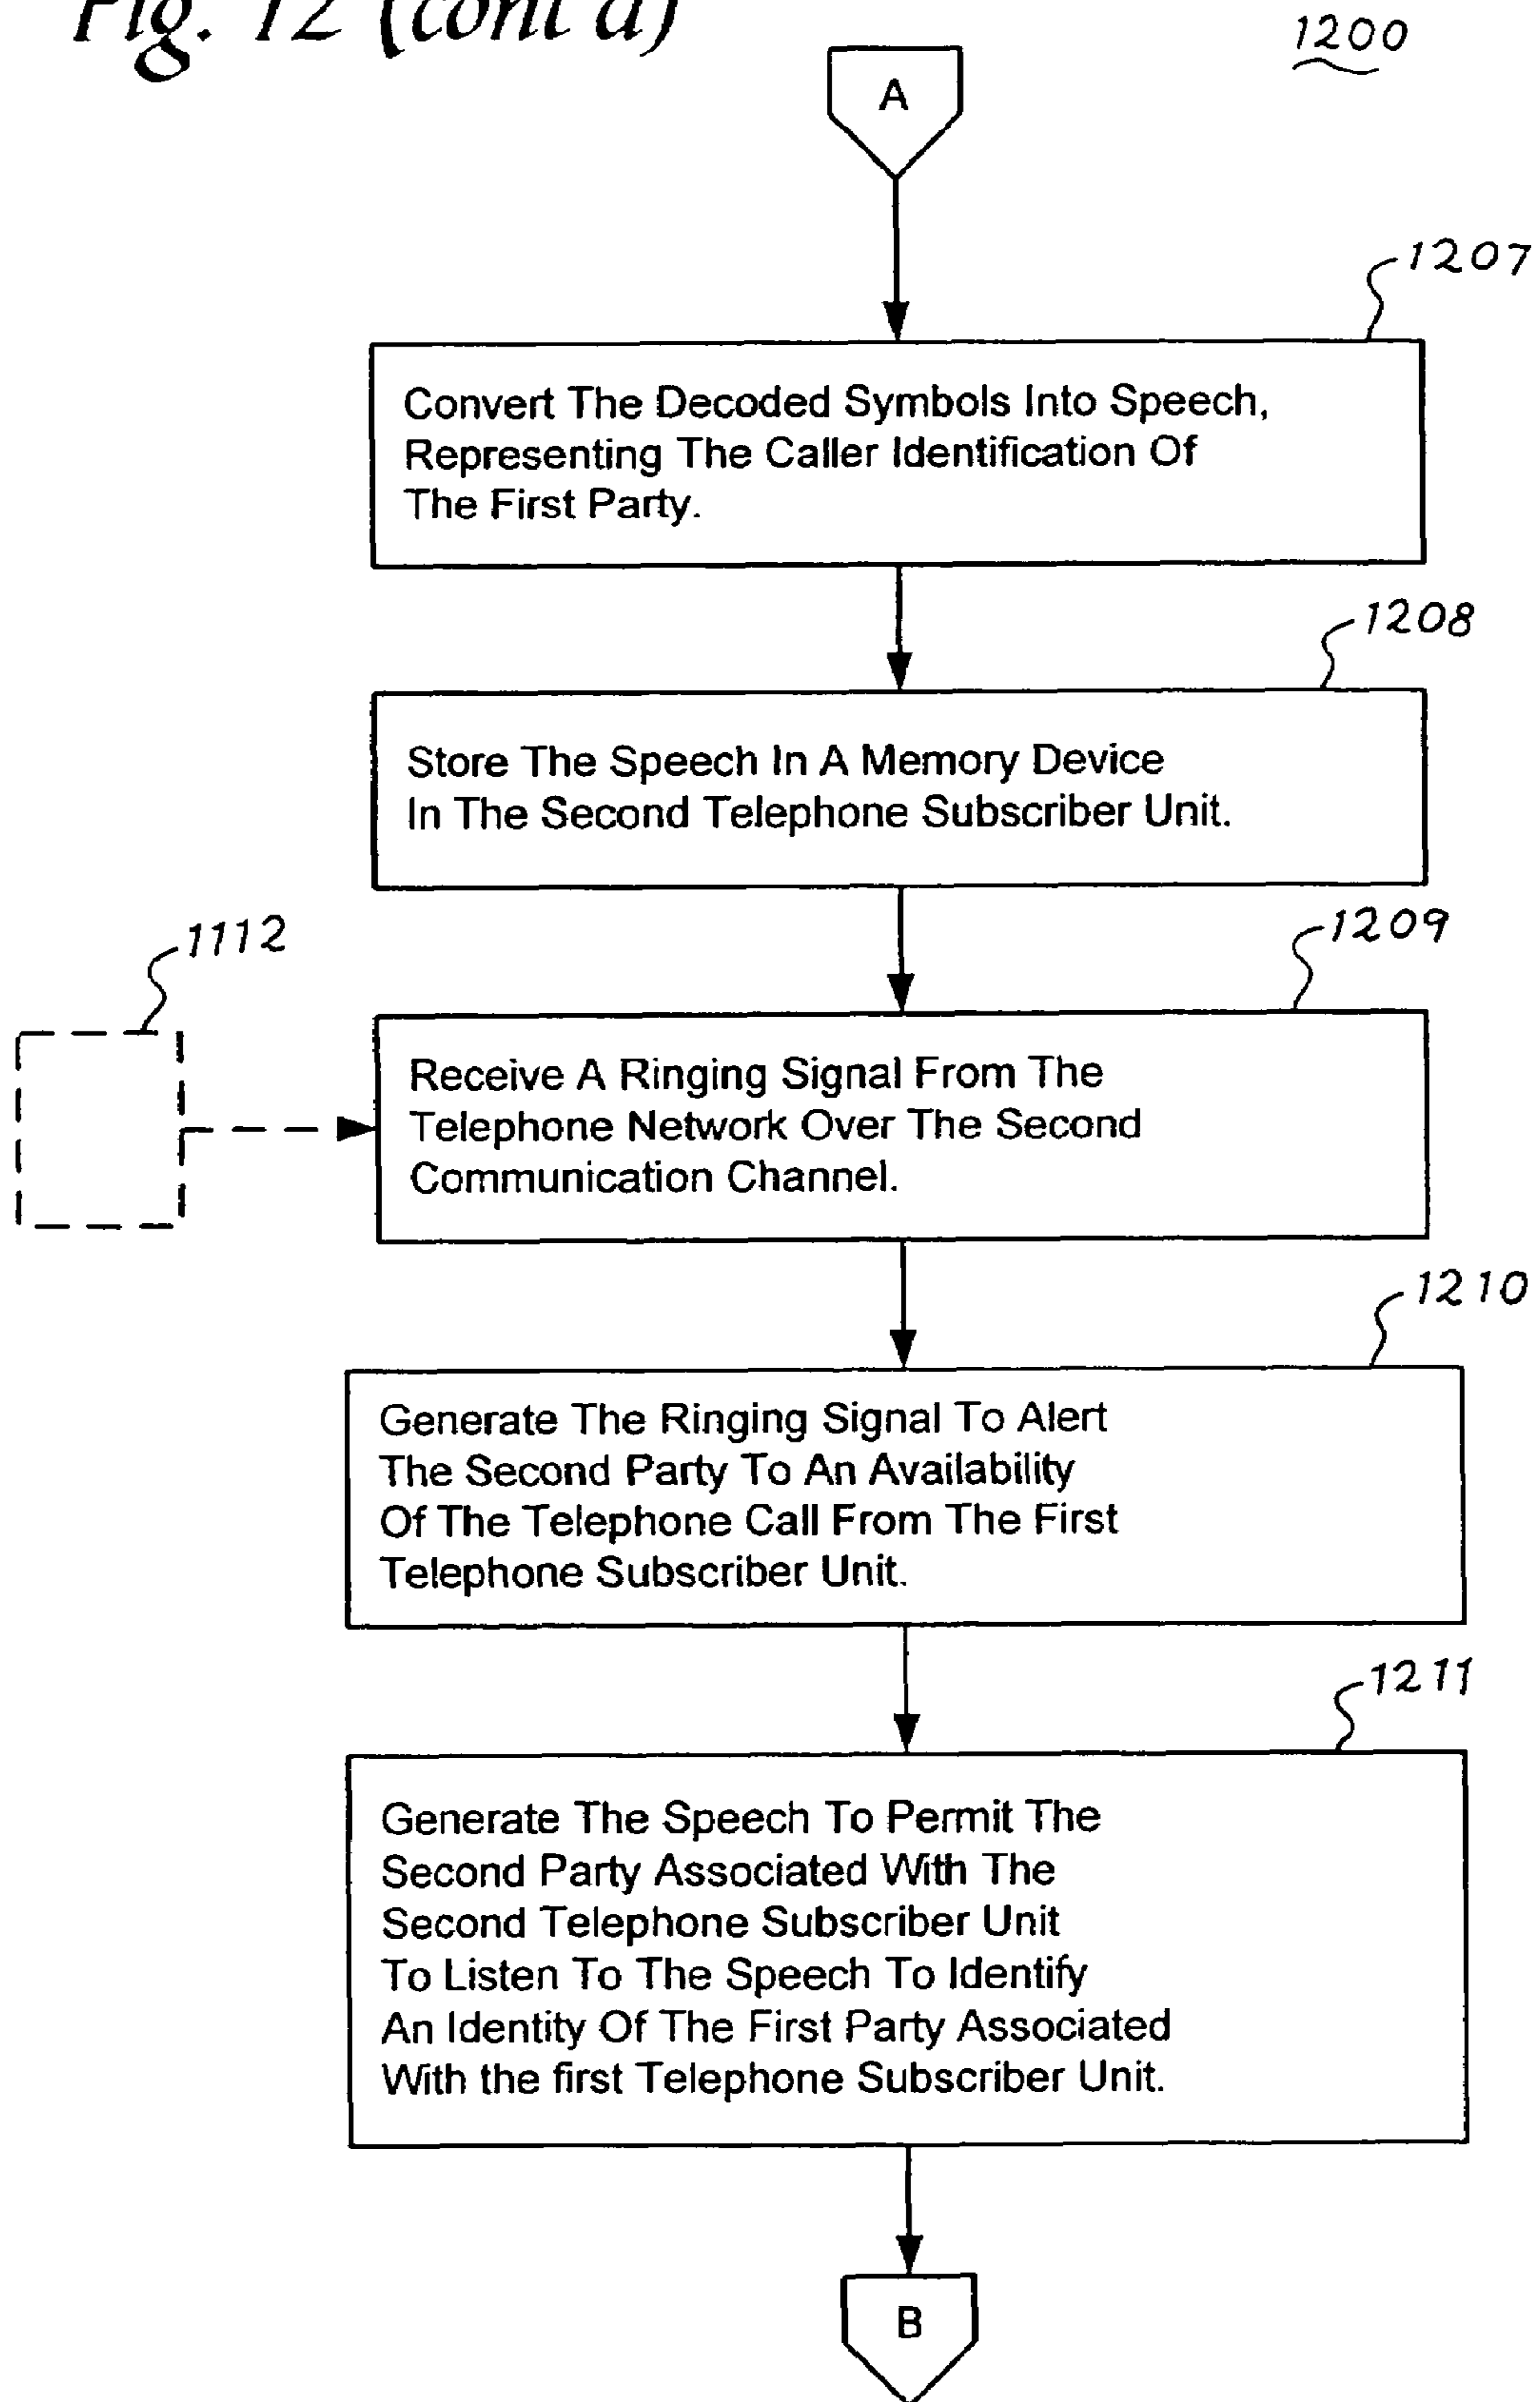 Fig. 12 (cont'd)
1200
A
1207
Convert The Decoded Symbols Into Speech,
Representing The Caller Identification Of
The First Party.
1208
Store The Speech In A Memory Device
In The Second Telephone Subscriber Unit.
1112
1209
Receive A Ringing Signal From The
Telephone Network Over The Second
Communication Channel.
1210
Generate The Ringing Signal To Alert
The Second Party To An Availability
Of The Telephone Call From The First
Telephone Subscriber Unit.
1211
Generate The Speech To Permit The
Second Party Associated With The
Second Telephone Subscriber Unit
To Listen To The Speech To Identify
An Identity Of The First Party Associated
With the first Telephone Subscriber Unit.
B